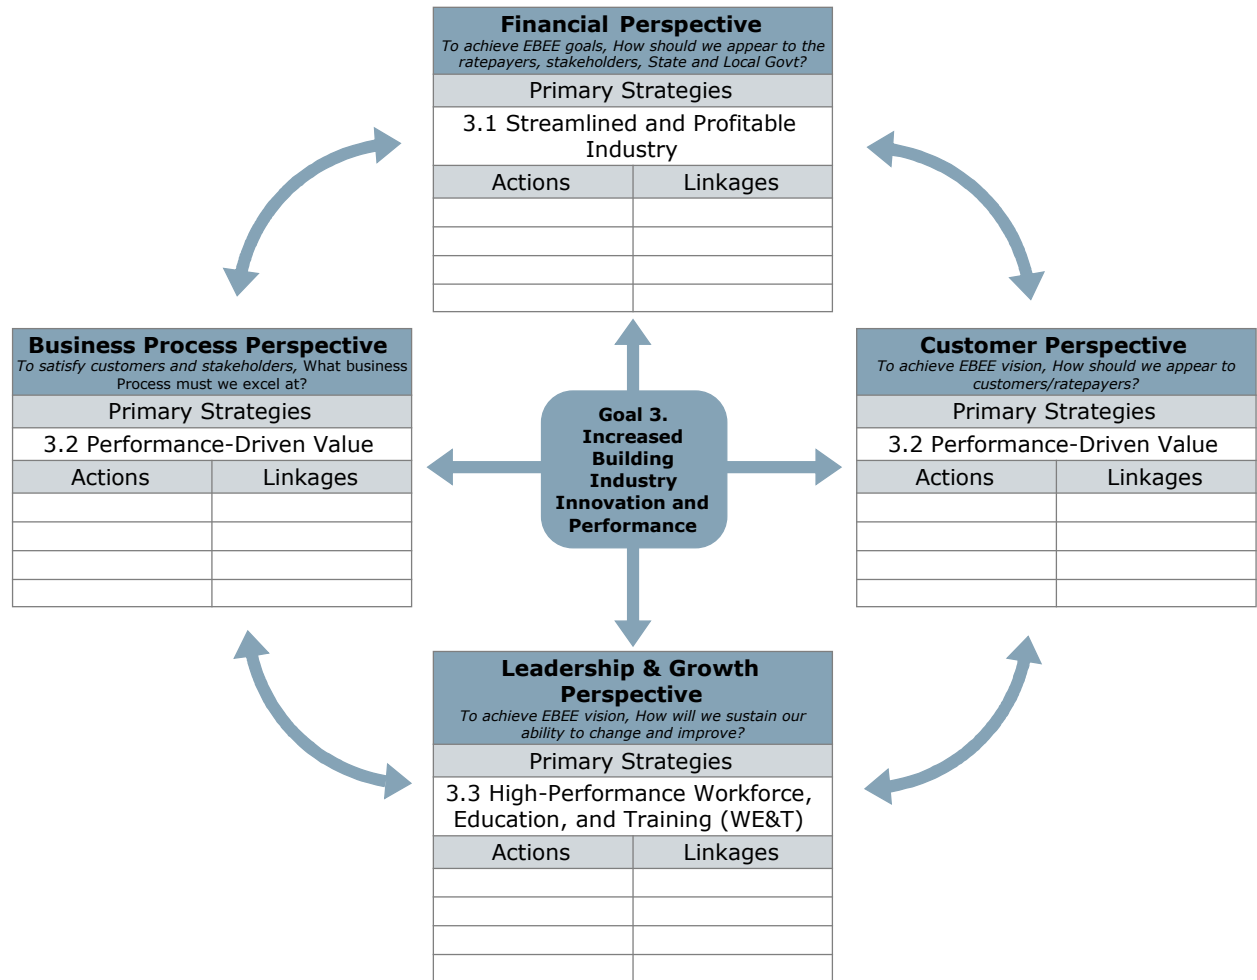 Financial Perspective
To achieve EBEE goals, How should we appear to the
ratepayers, stakeholders, State and Local Govt?
Primary Strategies
3.1 Streamlined and Profitable
Industry
Actions Linkages
Business Process Perspective
To satisfy customers and stakeholders, What business
Process must we excel at?
Primary Strategies
3.2 Performance-Driven Value
Actions Linkages
Goal 3.
Increased
Building
Industry
Innovation and
Performance
Customer Perspective
To achieve EBEE vision, How should we appear to
customers/ratepayers?
Primary Strategies
3.2 Performance-Driven Value
Actions Linkages
Leadership & Growth
Perspective
To achieve EBEE vision, How will we sustain our
ability to change and improve?
Primary Strategies
3.3 High-Performance Workforce,
Education, and Training (WE&T)
Actions Linkages